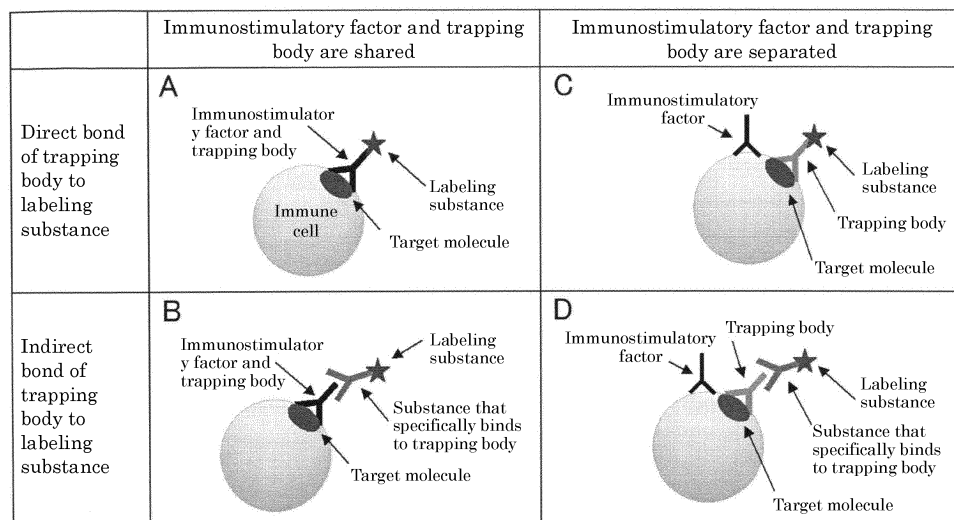 Immunostimulatory factor and trapping
body are shared
Immunostimulatory factor and trapping
body are separated
Direct bond
of trapping
body to
labeling
substance
A
Immunostimulator
y factor and
trapping body
Labeling
substance
Immune
cell
Target molecule
C
Immunostimulatory
factor
Labeling
substance
Trapping body
Target molecule
Indirect
bond of
trapping
body to
labeling
substance
B
Immunostimulator
y factor and
trapping body
Labeling
substance
Substance that
specifically binds
to trapping body
Target molecule
D
Trapping body
Immunostimulatory
factor
Labeling
substance
Substance that
specifically binds
to trapping body
Target molecule